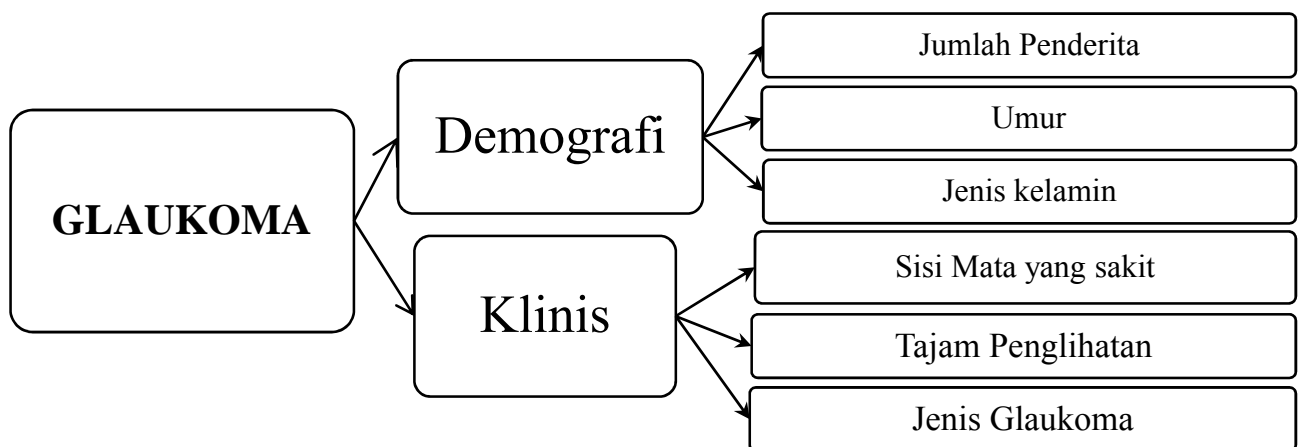 GLAUKOMA
Demografi
Jumlah Penderita
Umur
Jenis kelamin
Klinis
Sisi Mata yang sakit
Tajam Penglihatan
Jenis Glaukoma